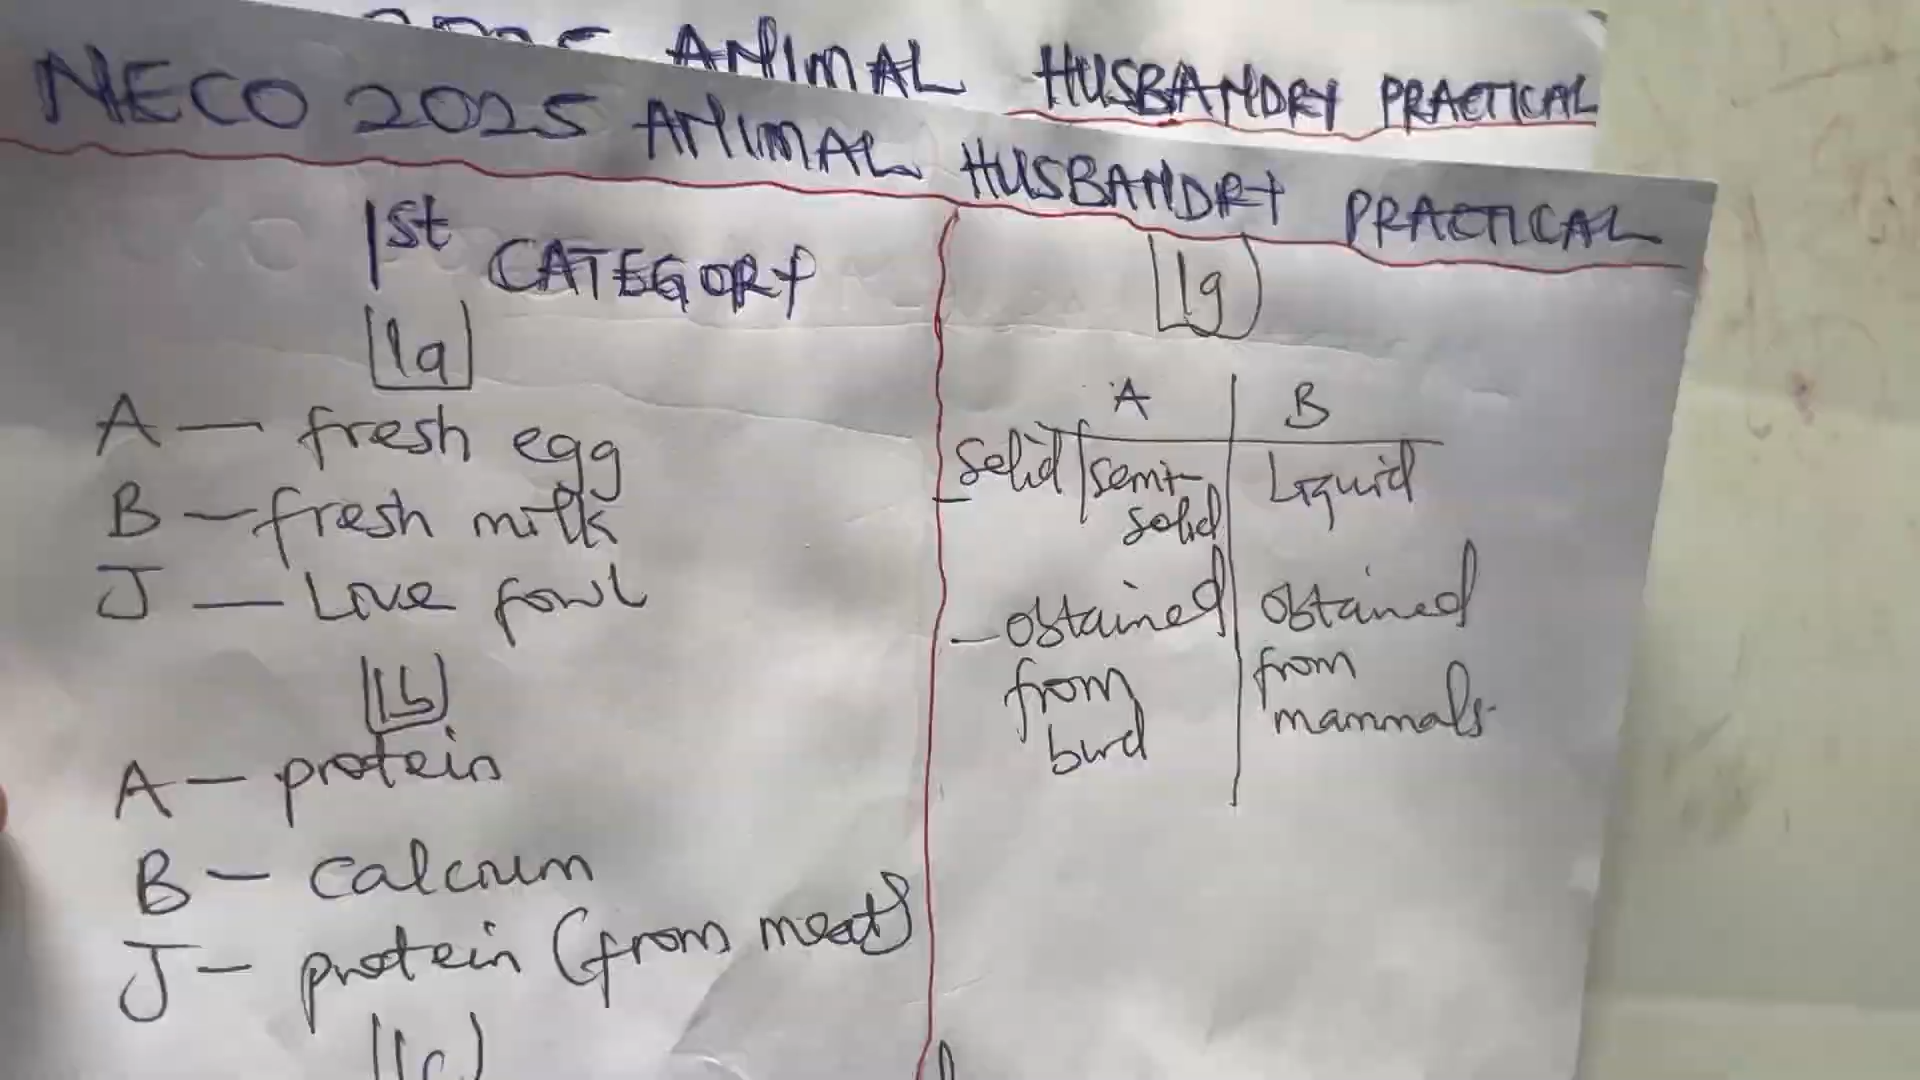 ANIMAL HUSBANDRY PRACTICAL
NECO 2025 ANIMAL HUSBANDRY PRACTICAL
1st CATEGORY
1a
A — fresh egg
B — fresh milk
J — Live fowl
1b
A — protein
B — calcium
J — protein (from meat)
1c
1g
A B
- solid/semi-solid Liquid
- obtained from bird obtained from mammals.